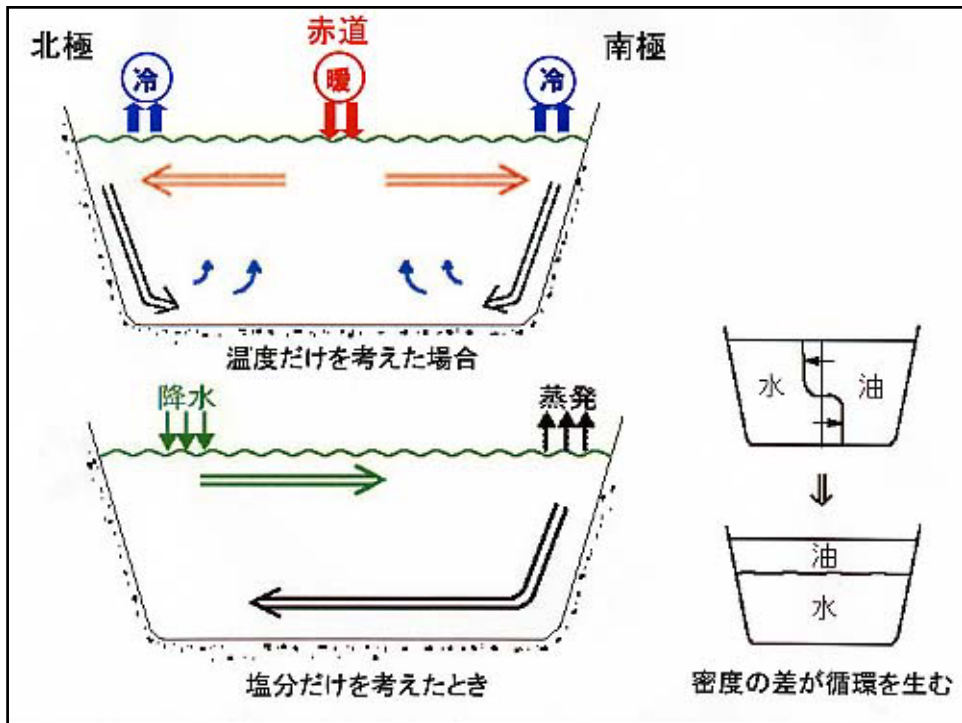 北極
赤道
南極
冷
暖
冷
温度だけを考えた場合
降水
蒸発
塩分だけを考えたとき
水
油
油
水
密度の差が循環を生む